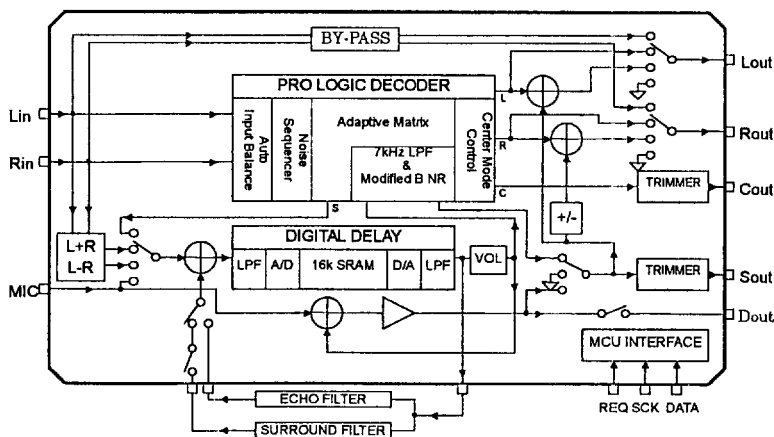 BY-PASS
Lout
PRO LOGIC DECODER
L
Lin
Auto
Input Balance
Noise
Sequencer
Adaptive Matrix
7kHz LPF
&
Modified B NR
Center Mode
Control
R
Rout
Rin
C
TRIMMER
Cout
S
+/-
L+R
L-R
DIGITAL DELAY
LPF
A/D
16k SRAM
D/A
LPF
VOL
TRIMMER
Sout
MIC
Dout
MCU INTERFACE
ECHO FILTER
REQ SCK DATA
SURROUND FILTER